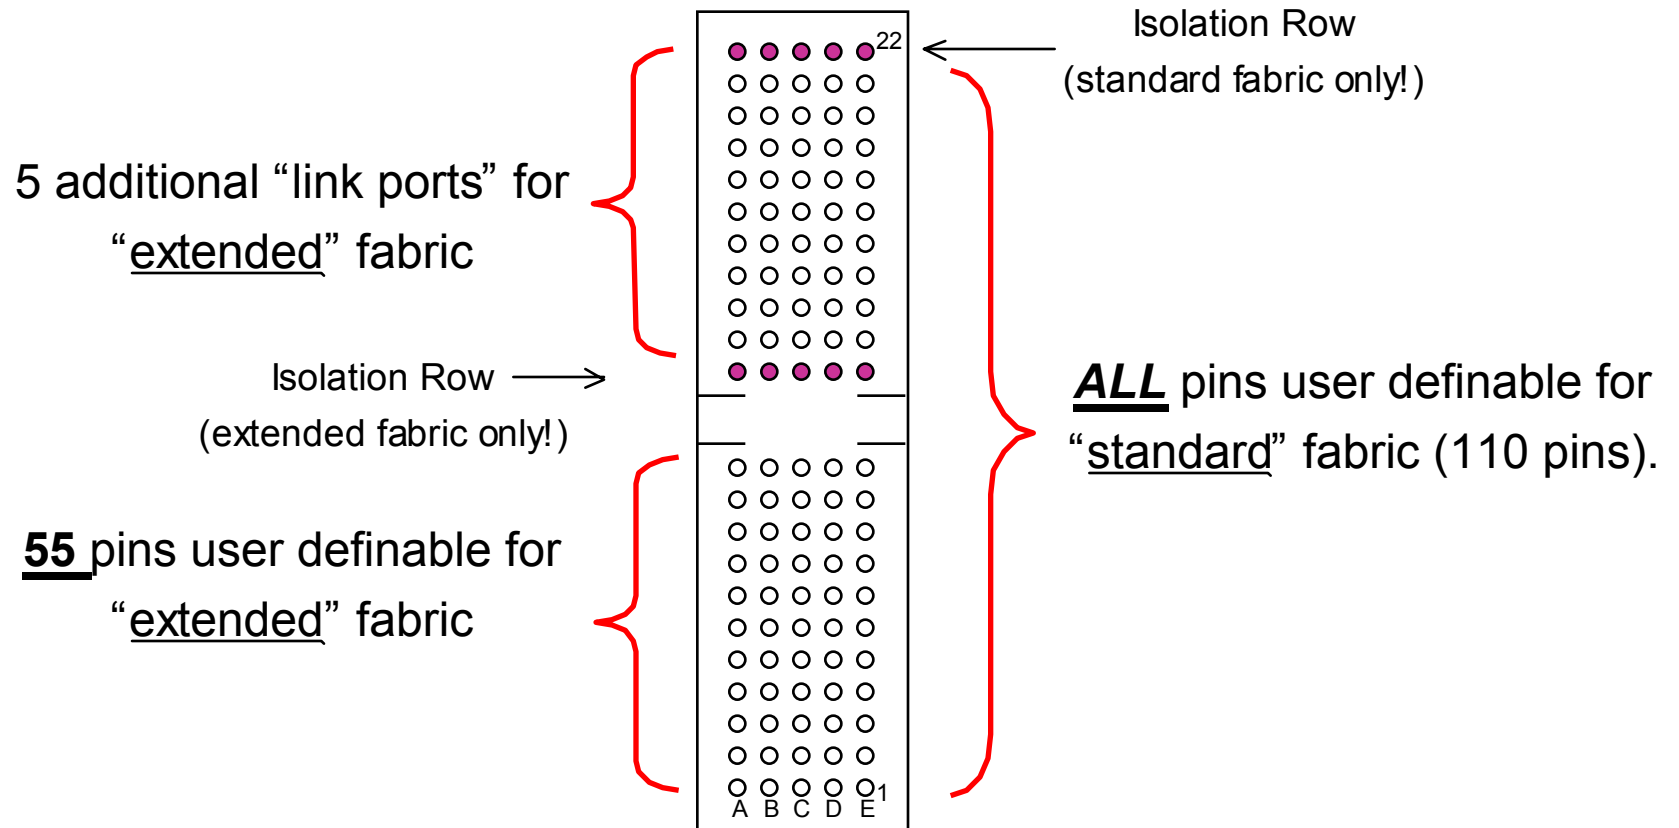 Isolation Row
(standard fabric only!)
22
5 additional “link ports” for
“extended” fabric
Isolation Row
(extended fabric only!)
ALL pins user definable for
“standard” fabric (110 pins).
55 pins user definable for
“extended” fabric
1
A B C D E